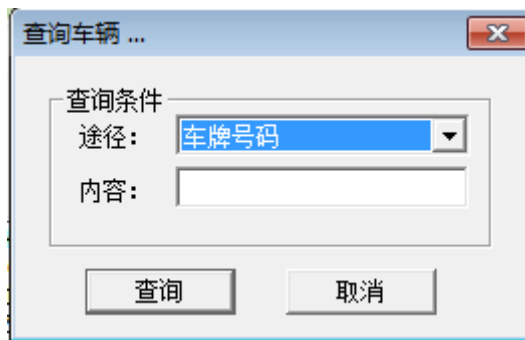 查询车辆 ...
查询条件
途径： 车牌号码
内容：
查询 取消